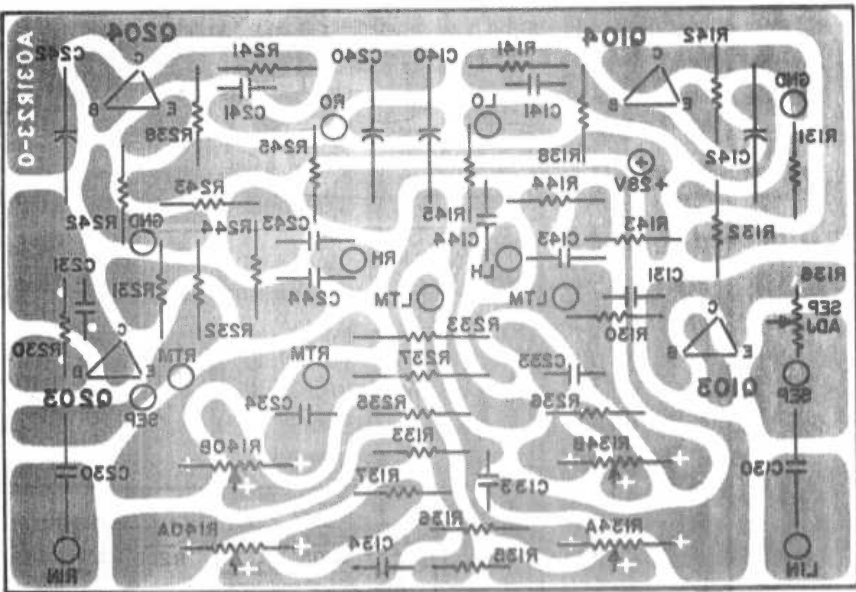 A031R23-0
C242
Q204
C
B
E
R241
C241
R238
C240
C140
R141
C141
Q104
C
B
E
R142
GND
RO
LO
R245
R138
C142
R131
+
+28V
R242
GND
R243
R244
C243
R145
C144
R144
R143
R132
C231
R231
R232
C244
RH
LH
C143
C131
R136
SEP
ADJ
LTM
LTM
R130
R230
C
B
E
R233
RTM
RTM
R237
C233
C
B
E
Q103
SEP
Q203
SEP
C234
R235
R236
C230
R140B
R133
R134B
C130
R137
C133
R140A
R136
R134A
RIN
C134
R135
LIN